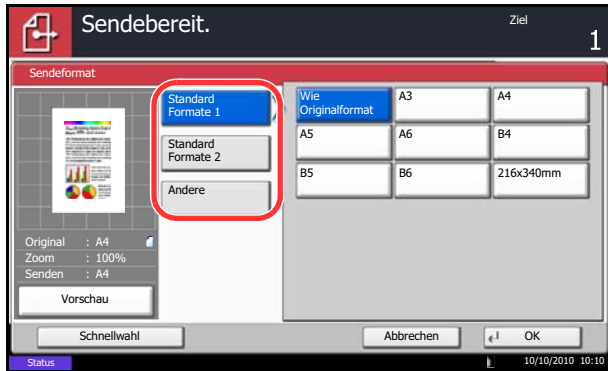 Sendebereit.
Ziel
1
Sendeformat
Standard
Formate 1
Standard
Formate 2
Andere
Wie
Originalformat
A3
A4
A5
A6
B4
B5
B6
216x340mm
Original : A4
Zoom : 100%
Senden : A4
Vorschau
Schnellwahl
Abbrechen
OK
Status
10/10/2010 10:10